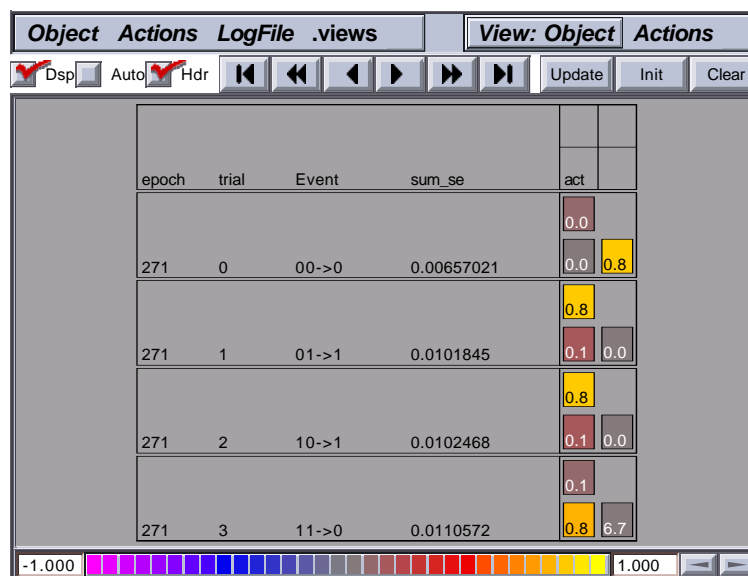 Object Actions LogFile .views View: Object Actions
Dsp Auto Hdr Update Init Clear
epoch trial Event sum_se act
0.0
271 0 00->0 0.00657021 0.0 0.8
0.8
271 1 01->1 0.0101845 0.1 0.0
0.8
271 2 10->1 0.0102468 0.1 0.0
0.1
271 3 11->0 0.0110572 0.8 6.7
-1.000 1.000